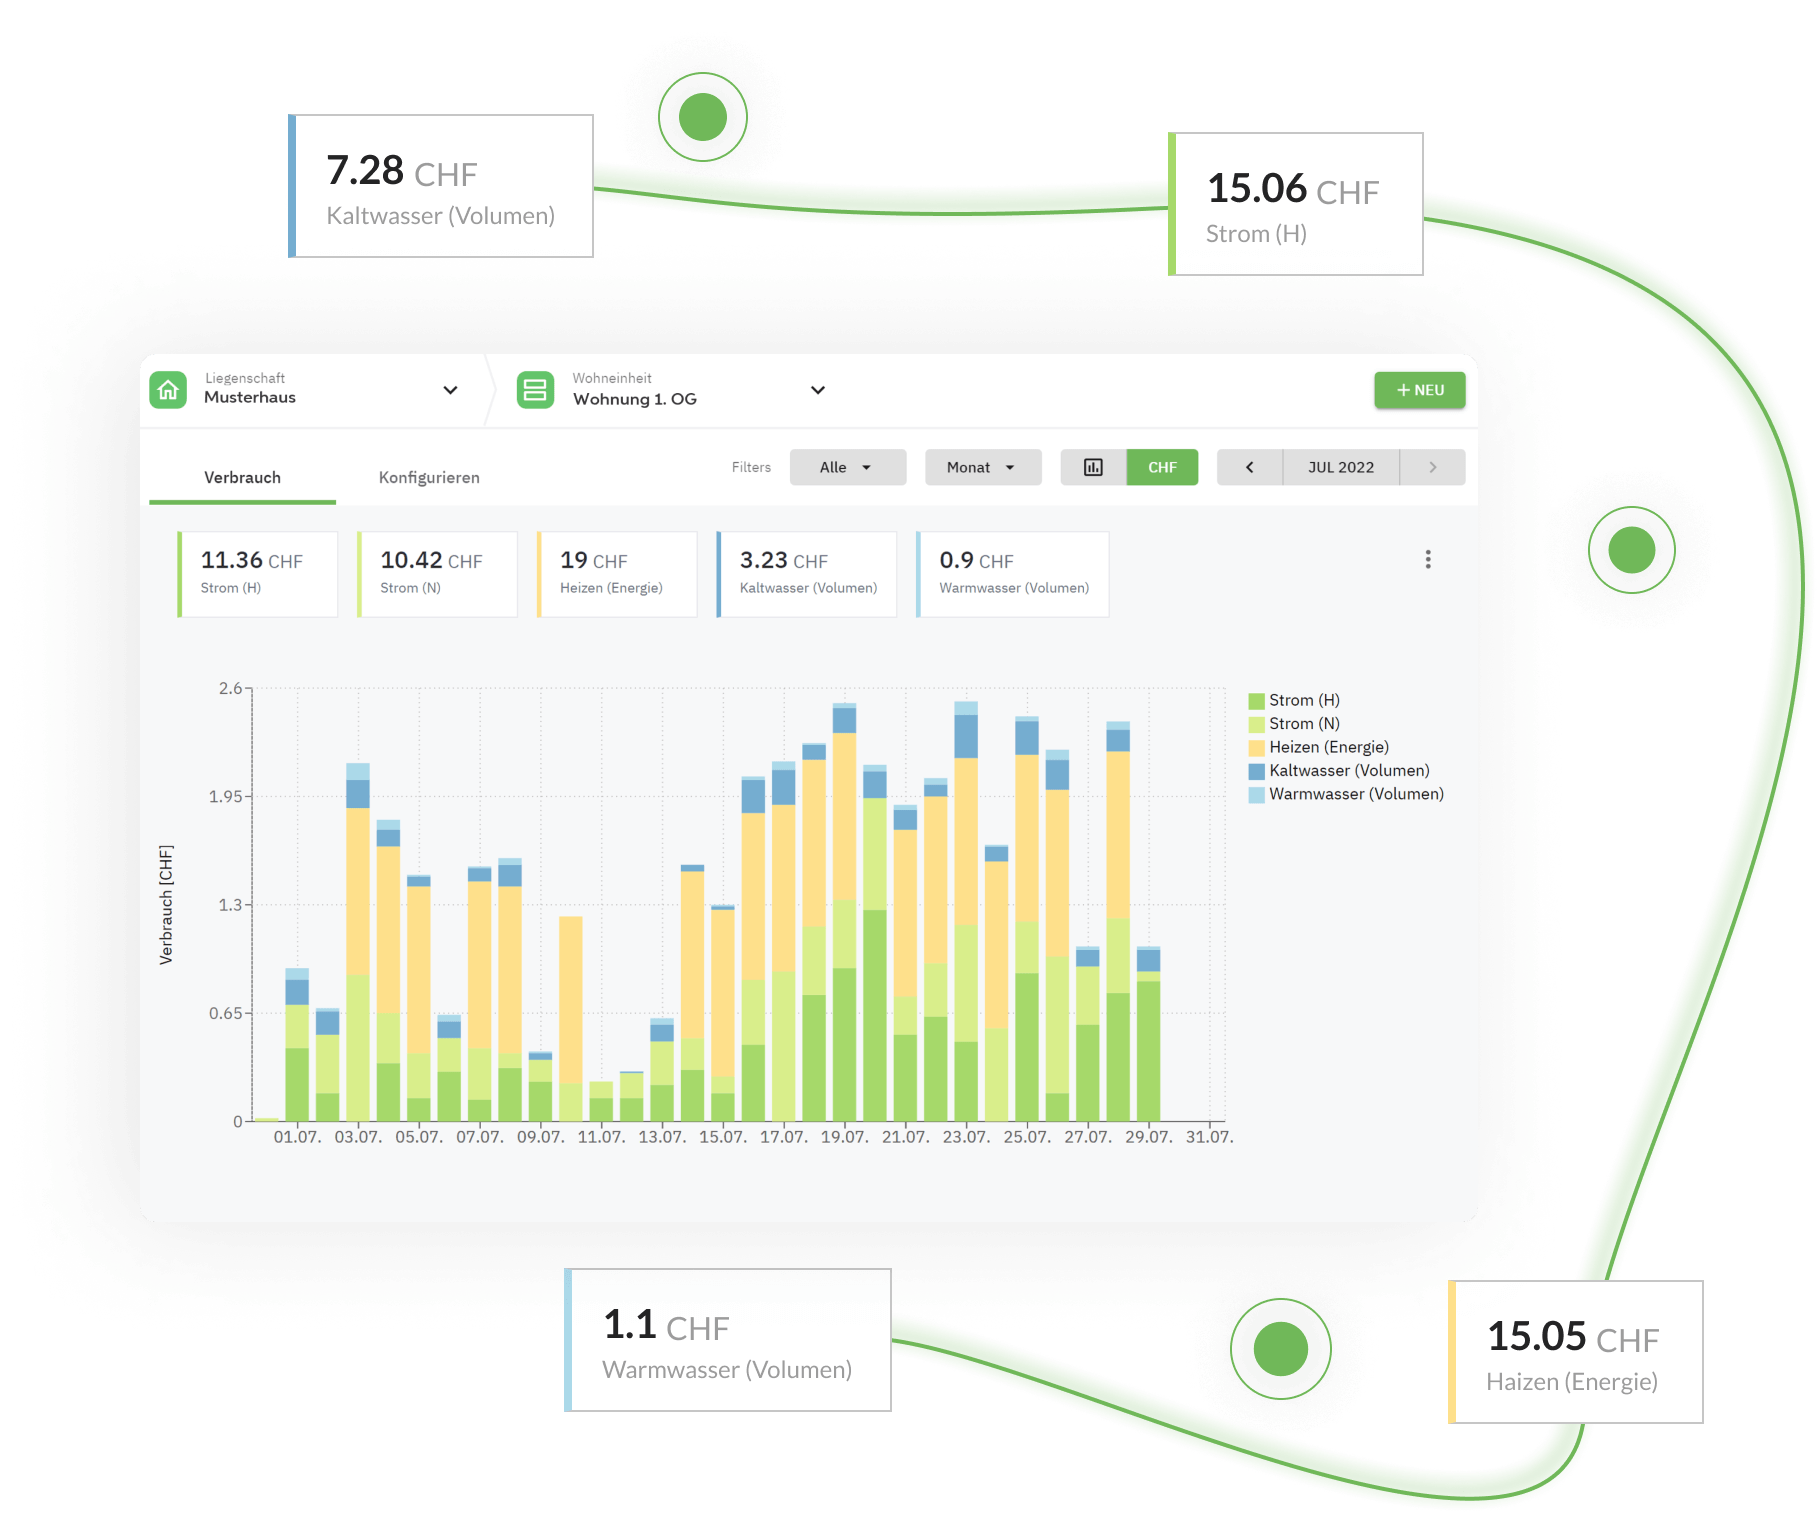 7.28 CHF
Kaltwasser (Volumen)
15.06 CHF
Strom (H)
Liegenschaft
Musterhaus
Wohneinheit
Wohnung 1. OG
+ NEU
Verbrauch
Konfigurieren
Filters
Alle
Monat
CHF
JUL 2022
11.36 CHF
Strom (H)
10.42 CHF
Strom (N)
19 CHF
Heizen (Energie)
3.23 CHF
Kaltwasser (Volumen)
0.9 CHF
Warmwasser (Volumen)
Verbrauch [CHF]
2.6
1.95
1.3
0.65
0
01.07. 03.07. 05.07. 07.07. 09.07. 11.07. 13.07. 15.07. 17.07. 19.07. 21.07. 23.07. 25.07. 27.07. 29.07. 31.07.
Strom (H)
Strom (N)
Heizen (Energie)
Kaltwasser (Volumen)
Warmwasser (Volumen)
1.1 CHF
Warmwasser (Volumen)
15.05 CHF
Haizen (Energie)